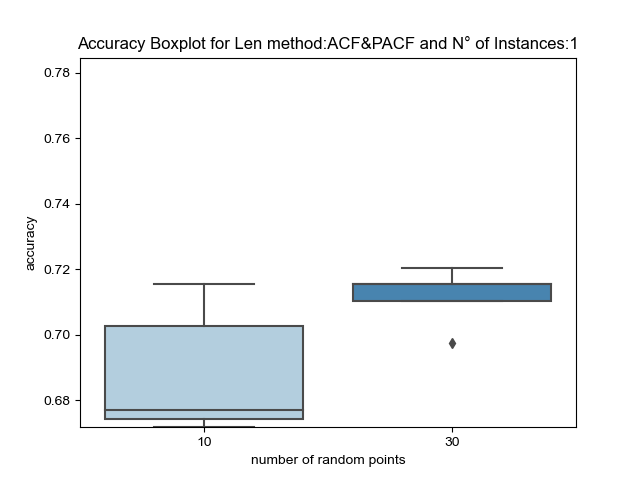 Accuracy Boxplot for Len method:ACF&PACF and N° of Instances:1
0.78
0.76
0.74
0.72
0.70
0.68
accuracy
10
30
number of random points